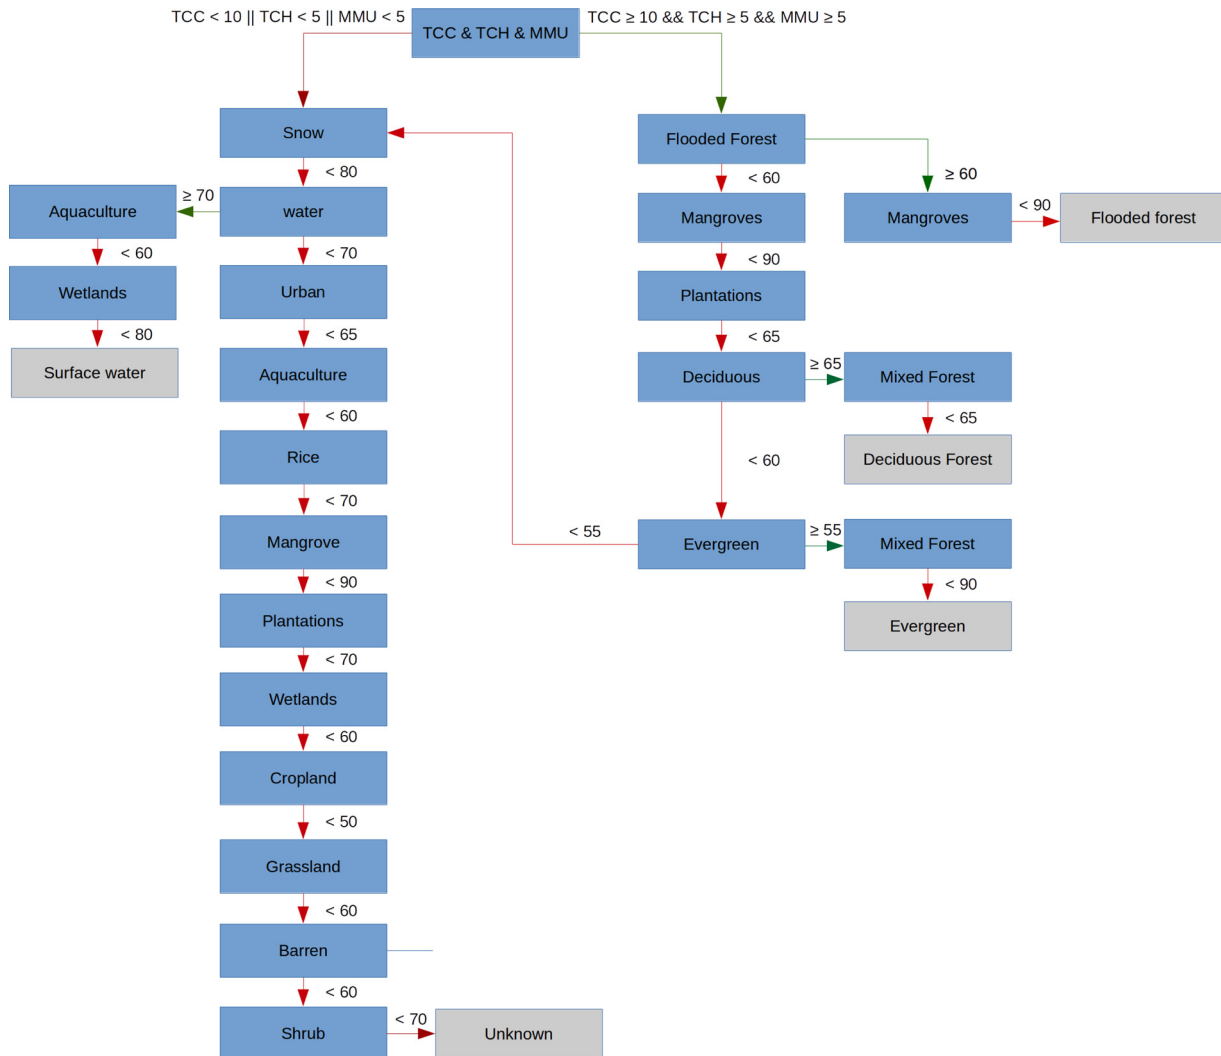 TCC < 10 || TCH < 5 || MMU < 5
TCC & TCH & MMU
TCC ≥ 10 && TCH ≥ 5 && MMU ≥ 5
Snow
< 80
water
≥ 70
Aquaculture
< 60
Wetlands
< 80
Surface water
< 70
Urban
< 65
Aquaculture
< 60
Rice
< 70
Mangrove
< 90
Plantations
< 70
Wetlands
< 60
Cropland
< 50
Grassland
< 60
Barren
< 60
Shrub
< 70
Unknown
Flooded Forest
≥ 60
Mangroves
< 90
Flooded forest
< 60
Mangroves
< 90
Plantations
< 65
Deciduous
≥ 65
Mixed Forest
< 65
Deciduous Forest
< 60
Evergreen
< 55
≥ 55
Mixed Forest
< 90
Evergreen